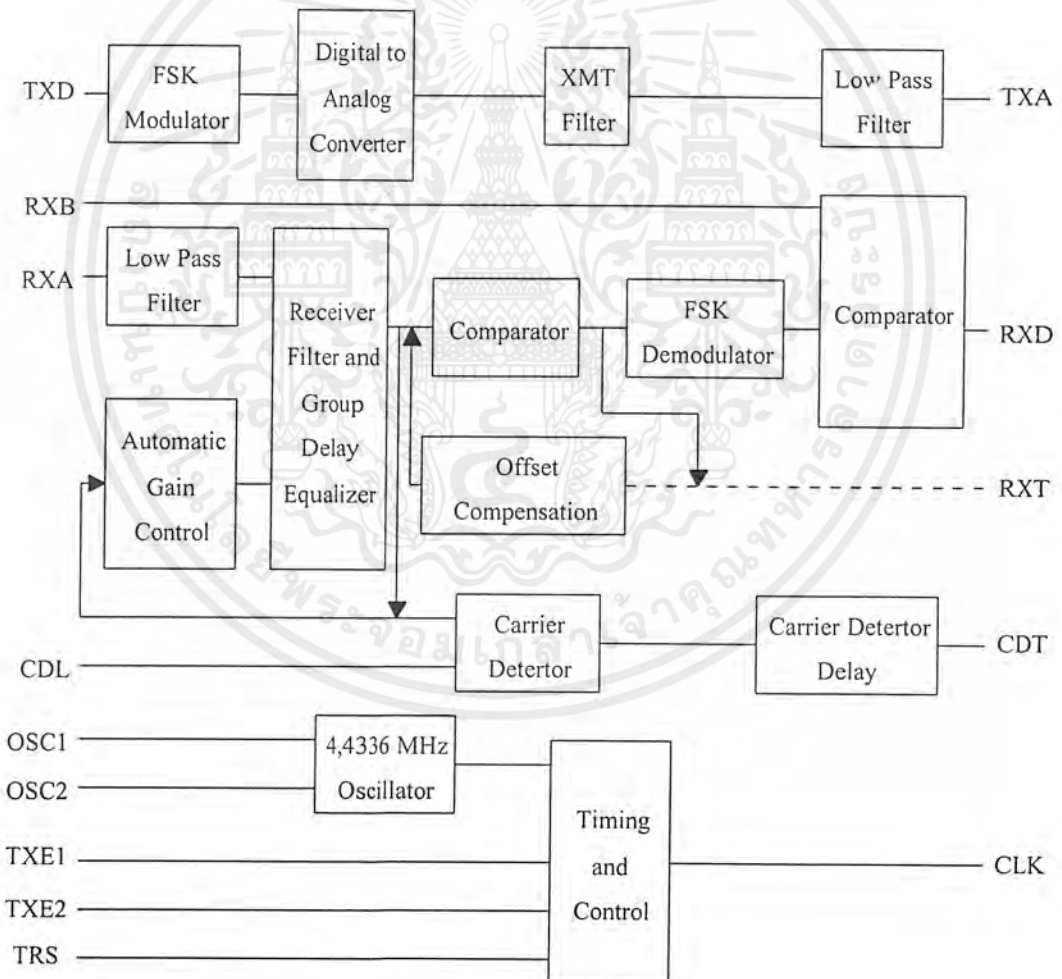 TXD
FSK
Modulator
Digital to
Analog
Converter
XMT
Filter
Low Pass
Filter
TXA
RXB
RXA
Low Pass
Filter
Receiver
Filter and
Group
Delay
Equalizer
Comparator
FSK
Demodulator
Comparator
RXD
Automatic
Gain
Control
Offset
Compensation
RXT
CDL
Carrier
Detertor
Carrier Detertor
Delay
CDT
OSC1
OSC2
4,4336 MHz
Oscillator
TXE1
TXE2
TRS
Timing
and
Control
CLK